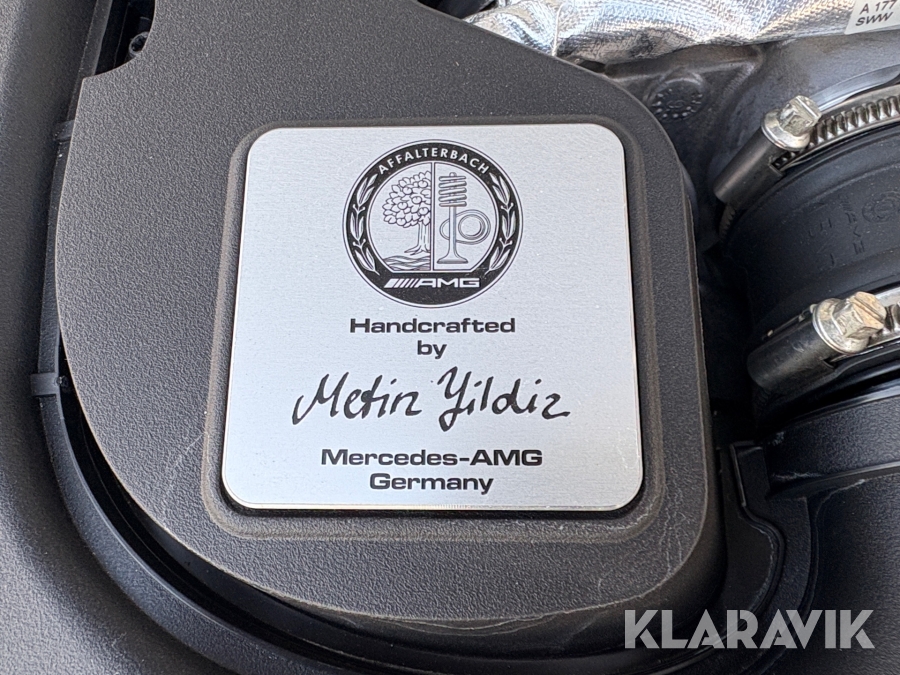 A 177
SWW
AFFALTERBACH
AMG
Handcrafted
by
Metin Yildiz
Mercedes-AMG
Germany
KLARAVIK